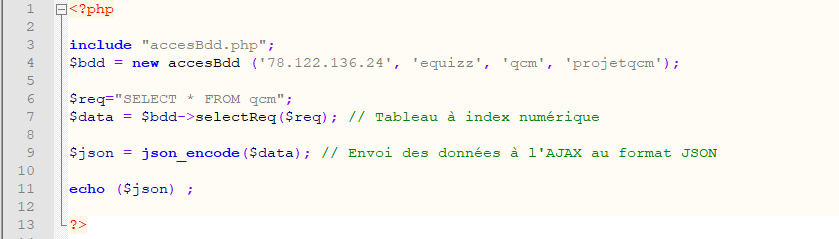 1 <?php
2
3 include "accesBdd.php";
4 $bdd = new accesBdd ('78.122.136.24', 'equizz', 'qcm', 'projetqcm');
5
6 $req="SELECT * FROM qcm";
7 $data = $bdd->selectReq($req); // Tableau à index numérique
8
9 $json = json_encode($data); // Envoi des données à l'AJAX au format JSON
10
11 echo ($json) ;
12
13 ?>